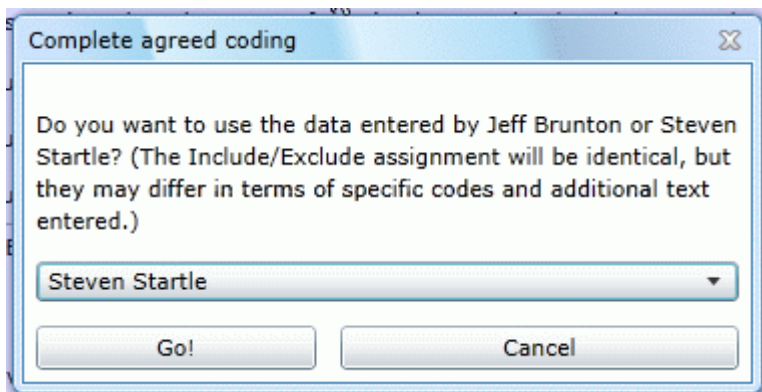 Complete agreed coding
Do you want to use the data entered by Jeff Brunton or Steven
Startle? (The Include/Exclude assignment will be identical, but
they may differ in terms of specific codes and additional text
entered.)
Steven Startle
Go!
Cancel